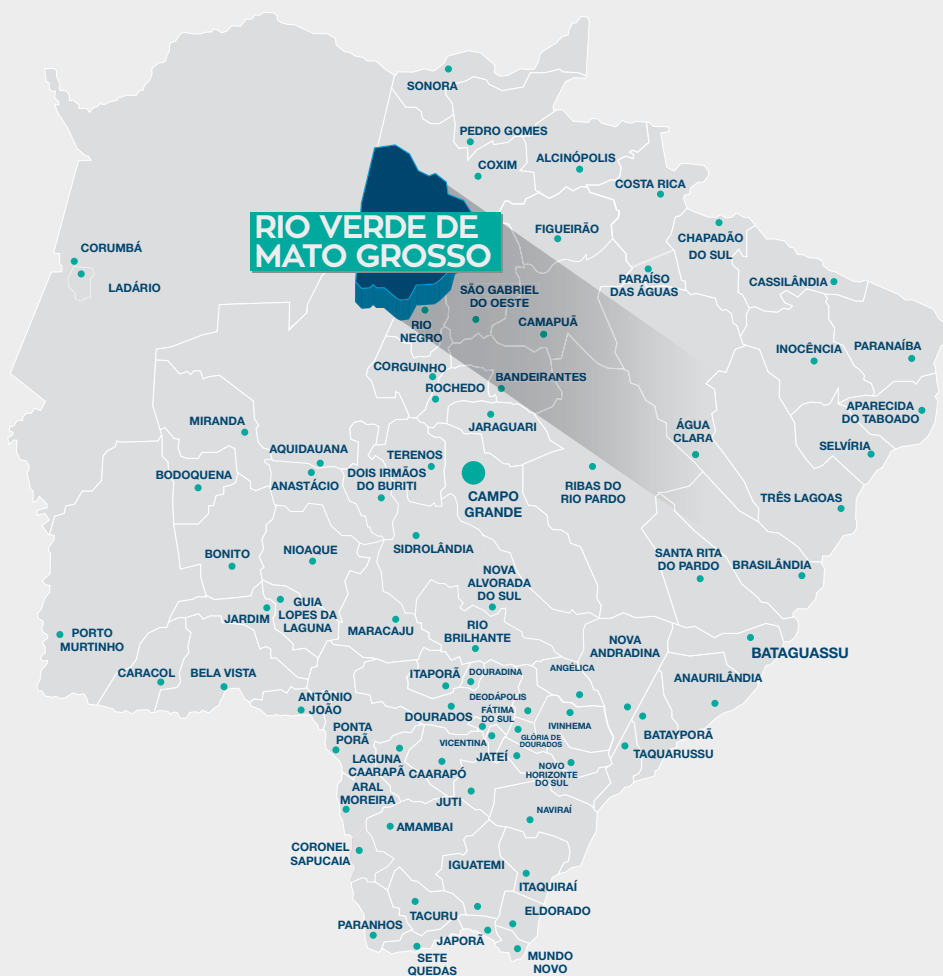 SONORA
PEDRO GOMES
COXIM
ALCINÓPOLIS
COSTA RICA
RIO VERDE DE
MATO GROSSO
FIGUEIRÃO
CHAPADÃO
DO SUL
CORUMBÁ
LADÁRIO
PARAÍSO
DAS ÁGUAS
CASSILÂNDIA
SÃO GABRIEL
DO OESTE
RIO
NEGRO
CAMAPUÃ
INOCÊNCIA
PARANAÍBA
CORGUINHO
ROCHEDO
BANDEIRANTES
APARECIDA
DO TABOADO
MIRANDA
JARAGUARI
ÁGUA
CLARA
SELVÍRIA
AQUIDAUANA
ANASTÁCIO
TERENOS
DOIS IRMÃOS
DO BURITI
BODOQUENA
CAMPO
GRANDE
RIBAS DO
RIO PARDO
TRÊS LAGOAS
BONITO
NIOAQUE
SIDROLÂNDIA
SANTA RITA
DO PARDO
BRASILÂNDIA
NOVA
ALVORADA
DO SUL
JARDIM
GUIA
LOPES DA
LAGUNA
MARACAJU
RIO
BRILHANTE
PORTO
MURTINHO
NOVA
ANDRADINA
BATAGUASSU
CARACOL
BELA VISTA
ITAPORÃ
DOURADINA
ANGÉLICA
ANAURILÂNDIA
ANTÔNIO
JOÃO
DEODÁPOLIS
DOURADOS
FÁTIMA
DO SUL
IVINHEMA
PONTA
PORÃ
VICENTINA
GLÓRIA DE
DOURADOS
BATAYPORÃ
TAQUARUSSU
LAGUNA
CAARAPÃ
CAARAPÓ
JATEÍ
NOVO
HORIZONTE
DO SUL
ARAL
MOREIRA
JUTI
NAVIRAÍ
AMAMBAI
CORONEL
SAPUCAIA
IGUATEMI
ITAQUIRAÍ
TACURU
ELDORADO
PARANHOS
JAPORÃ
SETE
QUEDAS
MUNDO
NOVO